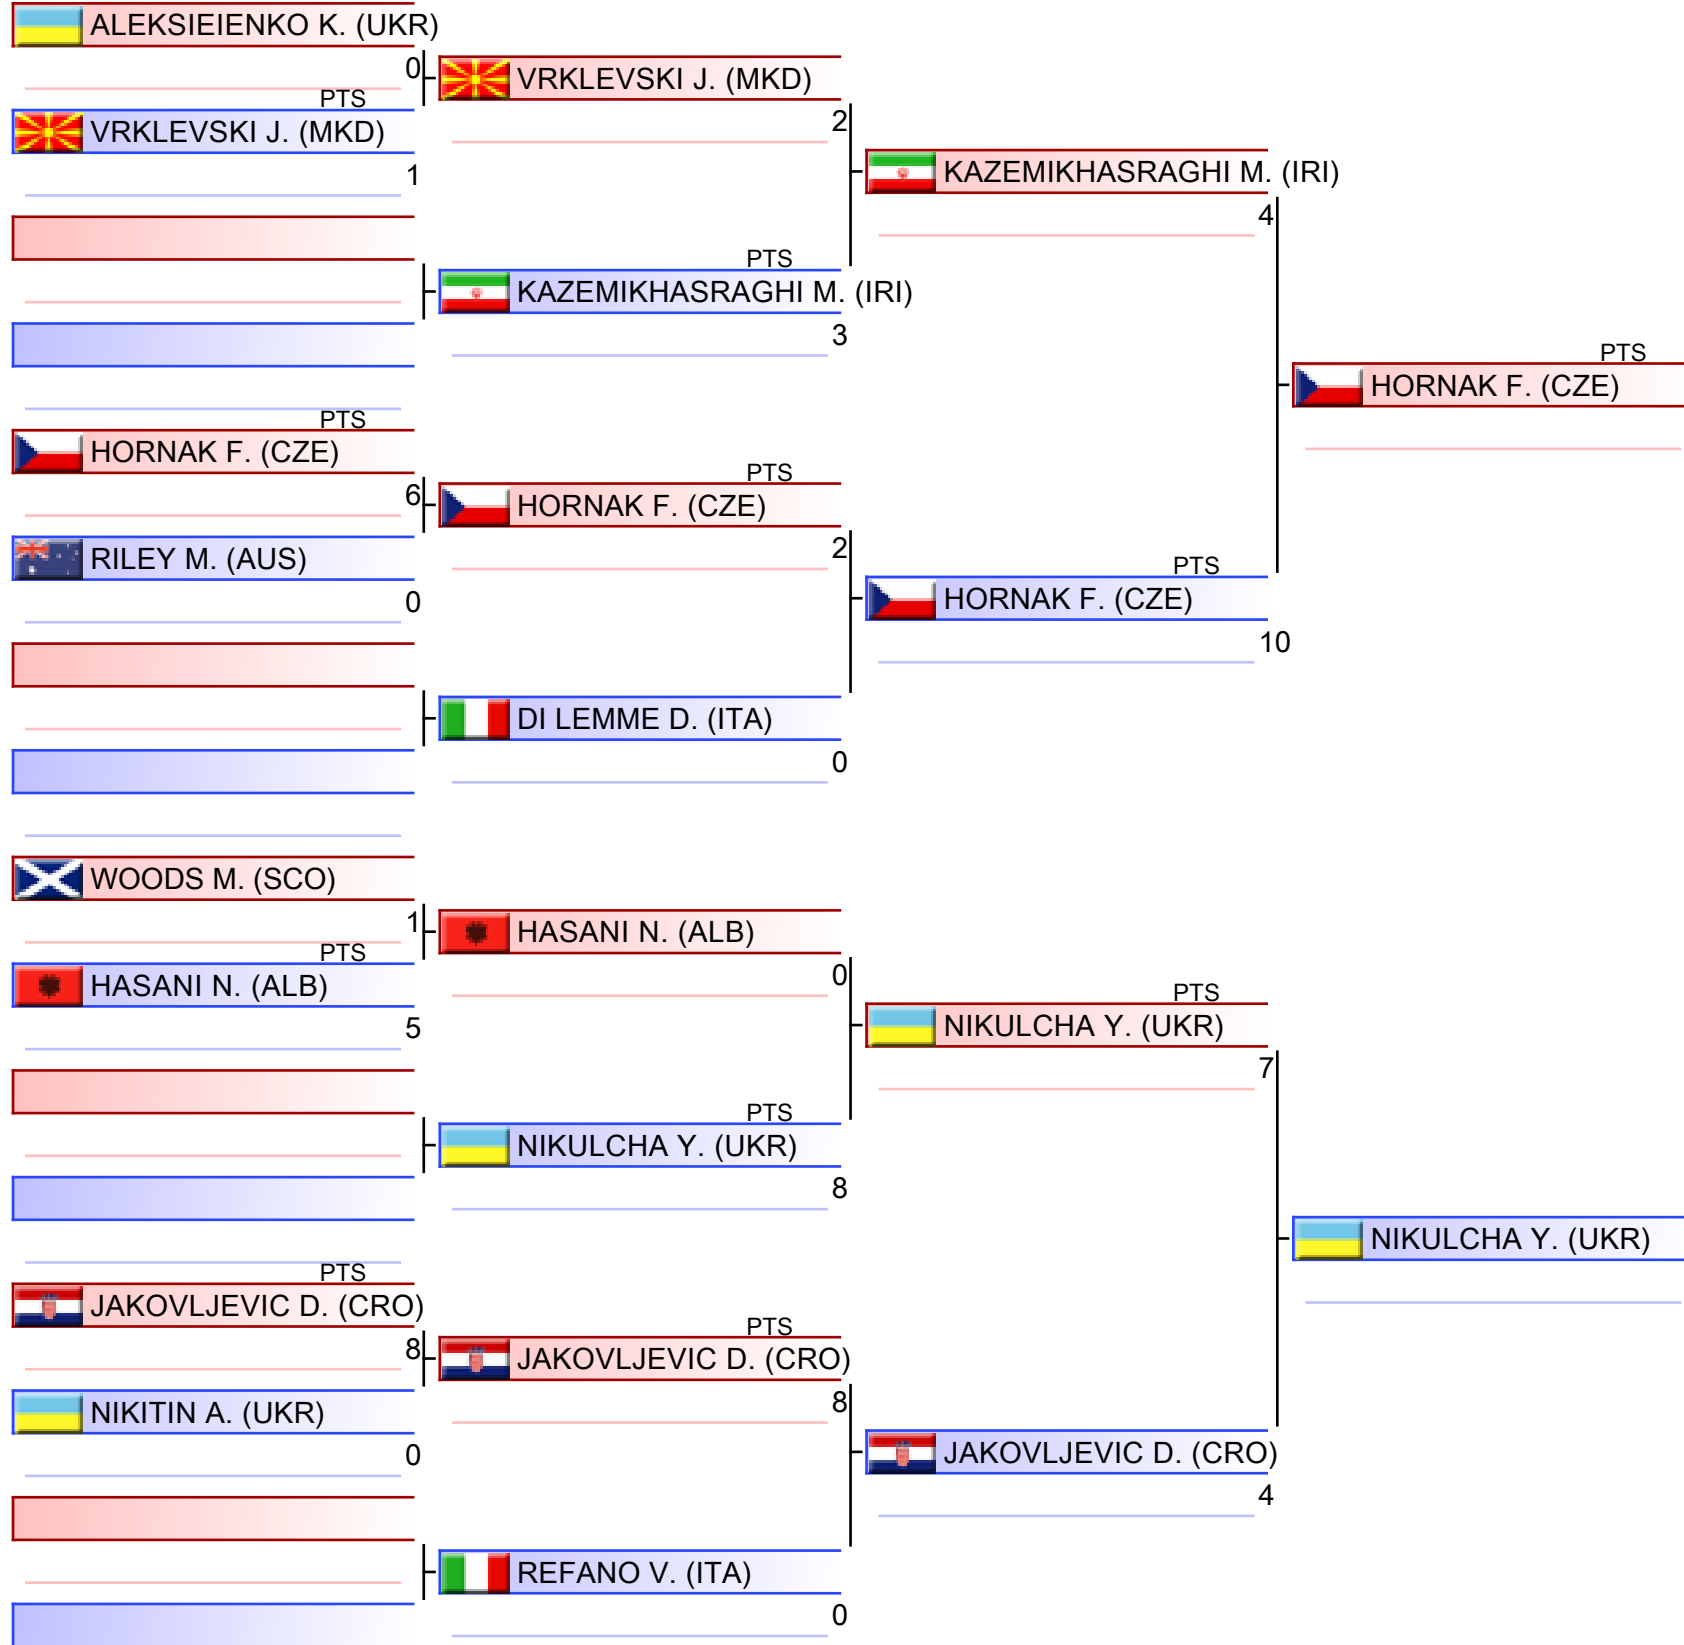 ALEKSIEIENKO K. (UKR)
0
PTS
VRKLEVSKI J. (MKD)
1
PTS
HORNAK F. (CZE)
6
RILEY M. (AUS)
0
WOODS M. (SCO)
1
PTS
HASANI N. (ALB)
5
PTS
JAKOVLJEVIC D. (CRO)
8
NIKITIN A. (UKR)
0
VRKLEVSKI J. (MKD)
2
PTS
KAZEMIKHASRAGHI M. (IRI)
3
PTS
HORNAK F. (CZE)
2
DI LEMME D. (ITA)
0
HASANI N. (ALB)
0
PTS
NIKULCHA Y. (UKR)
8
PTS
JAKOVLJEVIC D. (CRO)
8
REFANO V. (ITA)
0
KAZEMIKHASRAGHI M. (IRI)
4
PTS
HORNAK F. (CZE)
10
PTS
NIKULCHA Y. (UKR)
7
JAKOVLJEVIC D. (CRO)
4
PTS
HORNAK F. (CZE)
NIKULCHA Y. (UKR)